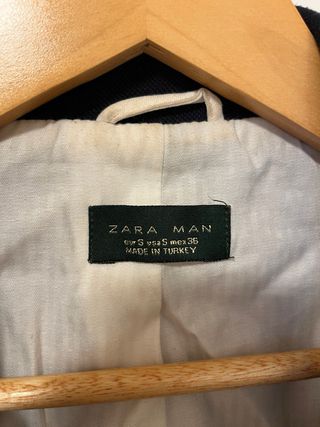 ZARA MAN
eur S usa S mex 36
MADE IN TURKEY